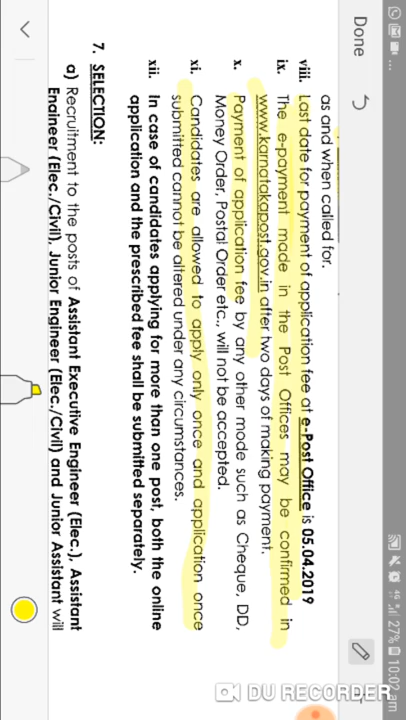 27% 10:02 am
Done
as and when called for.
viii. Last date for payment of application fee at e-Post Office is 05.04.2019
ix. The e-payment made in the Post Offices may be confirmed in
www.karnatakapost.gov.in after two days of making payment.
x. Payment of application fee by any other mode such as Cheque, DD,
Money Order, Postal Order etc., will not be accepted.
xi. Candidates are allowed to apply only once and application once
submitted cannot be altered under any circumstances.
xii. In case of candidates applying for more than one post, both the online
application and the prescribed fee shall be submitted separately.
7. SELECTION:
a) Recruitment to the posts of Assistant Executive Engineer (Elec.), Assistant
Engineer (Elec./Civil), Junior Engineer (Elec./Civil) and Junior Assistant will
DU RECORDER